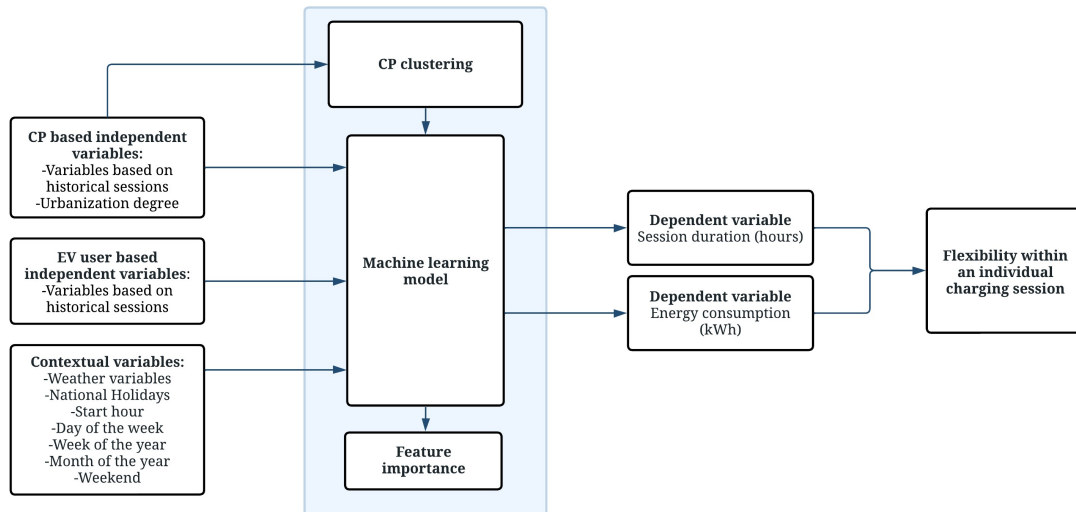 CP clustering
CP based independent
variables:
-Variables based on
historical sessions
-Urbanization degree
EV user based
independent variables:
-Variables based on
historical sessions
Contextual variables:
-Weather variables
-National Holidays
-Start hour
-Day of the week
-Week of the year
-Month of the year
-Weekend
Machine learning
model
Feature
importance
Dependent variable
Session duration (hours)
Dependent variable
Energy consumption
(kWh)
Flexibility within
an individual
charging session